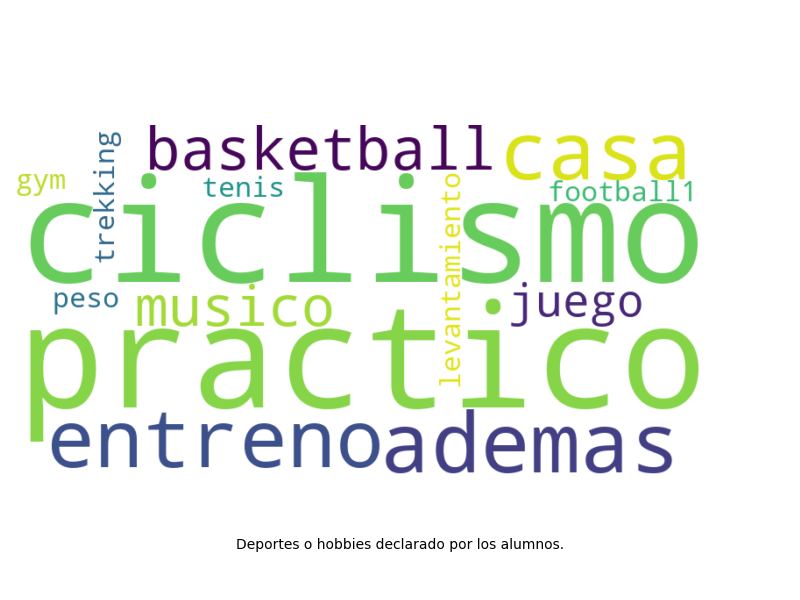 basketball
casa
trekking
gym
tenis
football1
ciclismo
levantamiento
peso
musico
juego
practico
entreno
ademas
Deportes o hobbies declarado por los alumnos.